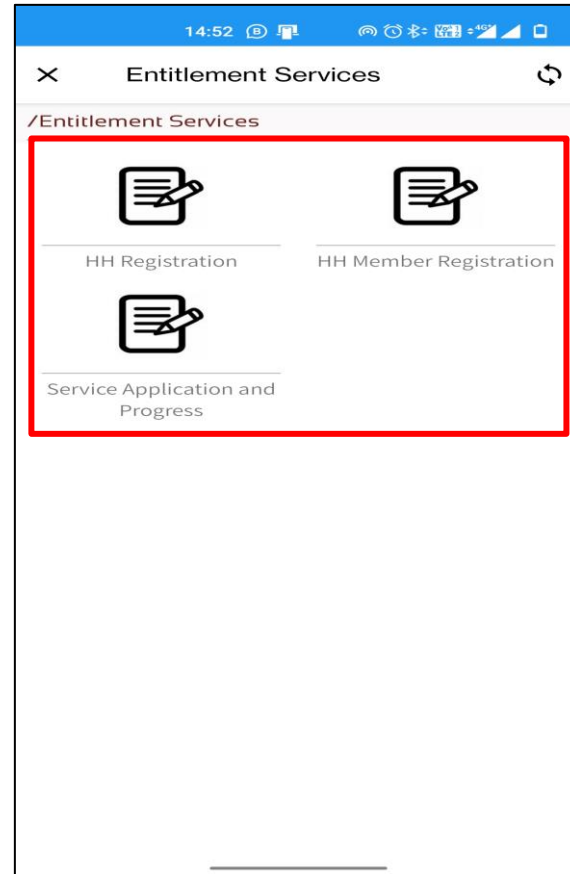 14:52
Entitlement Services
/Entitlement Services
HH Registration
HH Member Registration
Service Application and
Progress